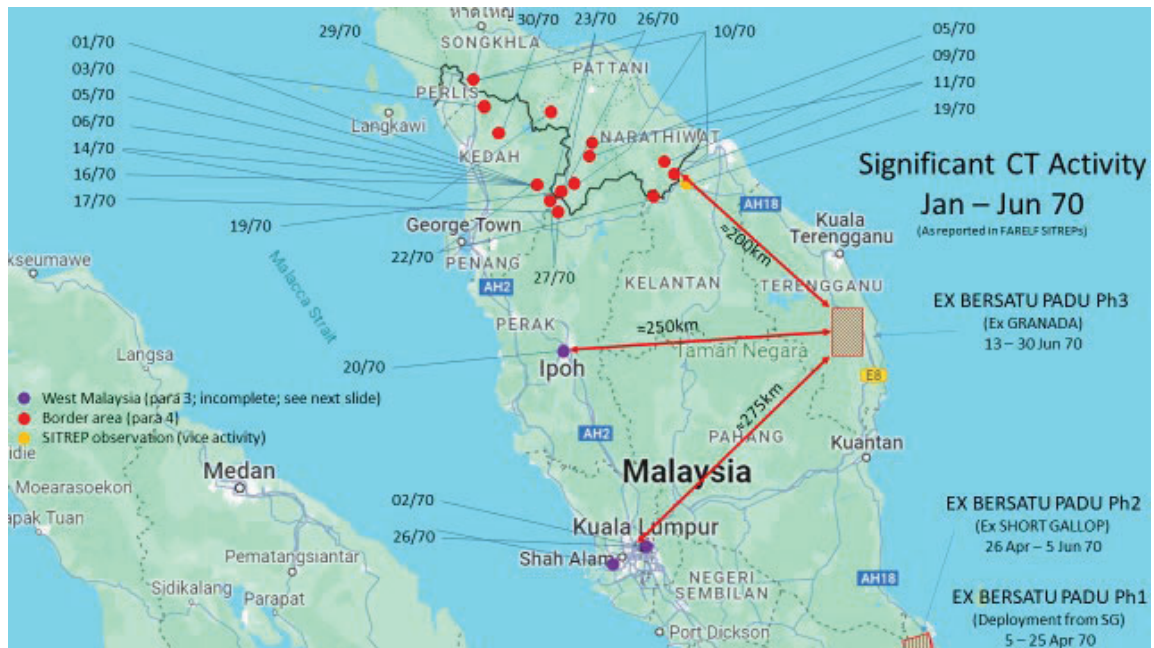 หาดใหญ่
SONGKHLA
PATTANI
PERLIS
Langkawi
NARATHIWAT
KEDAH
01/70
03/70
05/70
06/70
14/70
16/70
17/70
19/70
22/70
27/70
29/70
30/70
23/70
26/70
10/70
05/70
09/70
11/70
19/70
Significant CT Activity
Jan – Jun 70
(As reported in FARELF SITREPs)
AH18
Kuala
Terengganu
George Town
PENANG
AH2
Malacca Strait
≈200km
KELANTAN
TERENGGANU
EX BERSATU PADU Ph3
(Ex GRANADA)
13 – 30 Jun 70
PERAK
≈250km
Taman Negara
Ipoh
20/70
E8
kseumawe
Langsa
West Malaysia (para 3; incomplete; see next slide)
Border area (para 4)
SITREP observation (vice activity)
≈275km
AH2
PAHANG
Kuantan
idie
Medan
Malaysia
Moearasoekon
apak Tuan
02/70
26/70
Kuala Lumpur
Shah Alam
EX BERSATU PADU Ph2
(Ex SHORT GALLOP)
26 Apr – 5 Jun 70
Pematangsiantar
Sidikalang
Parapat
NEGERI
SEMBILAN
AH18
Port Dickson
EX BERSATU PADU Ph1
(Deployment from SG)
5 – 25 Apr 70